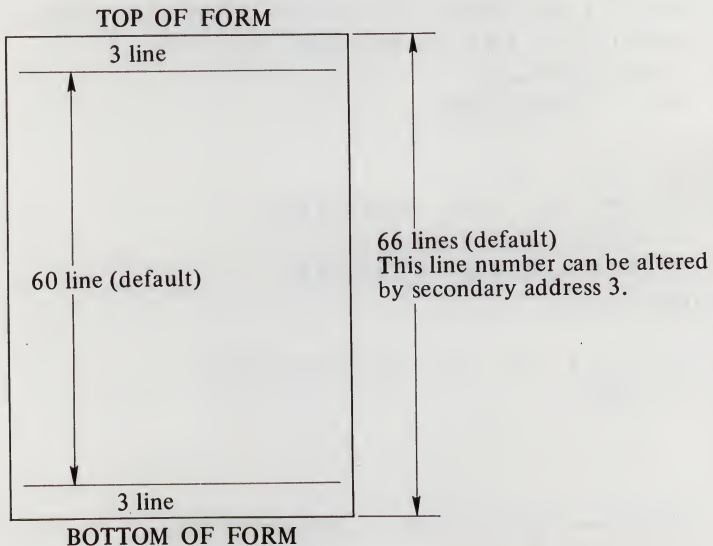 TOP OF FORM
3 line
66 lines (default)
This line number can be altered
by secondary address 3.
60 line (default)
3 line
BOTTOM OF FORM